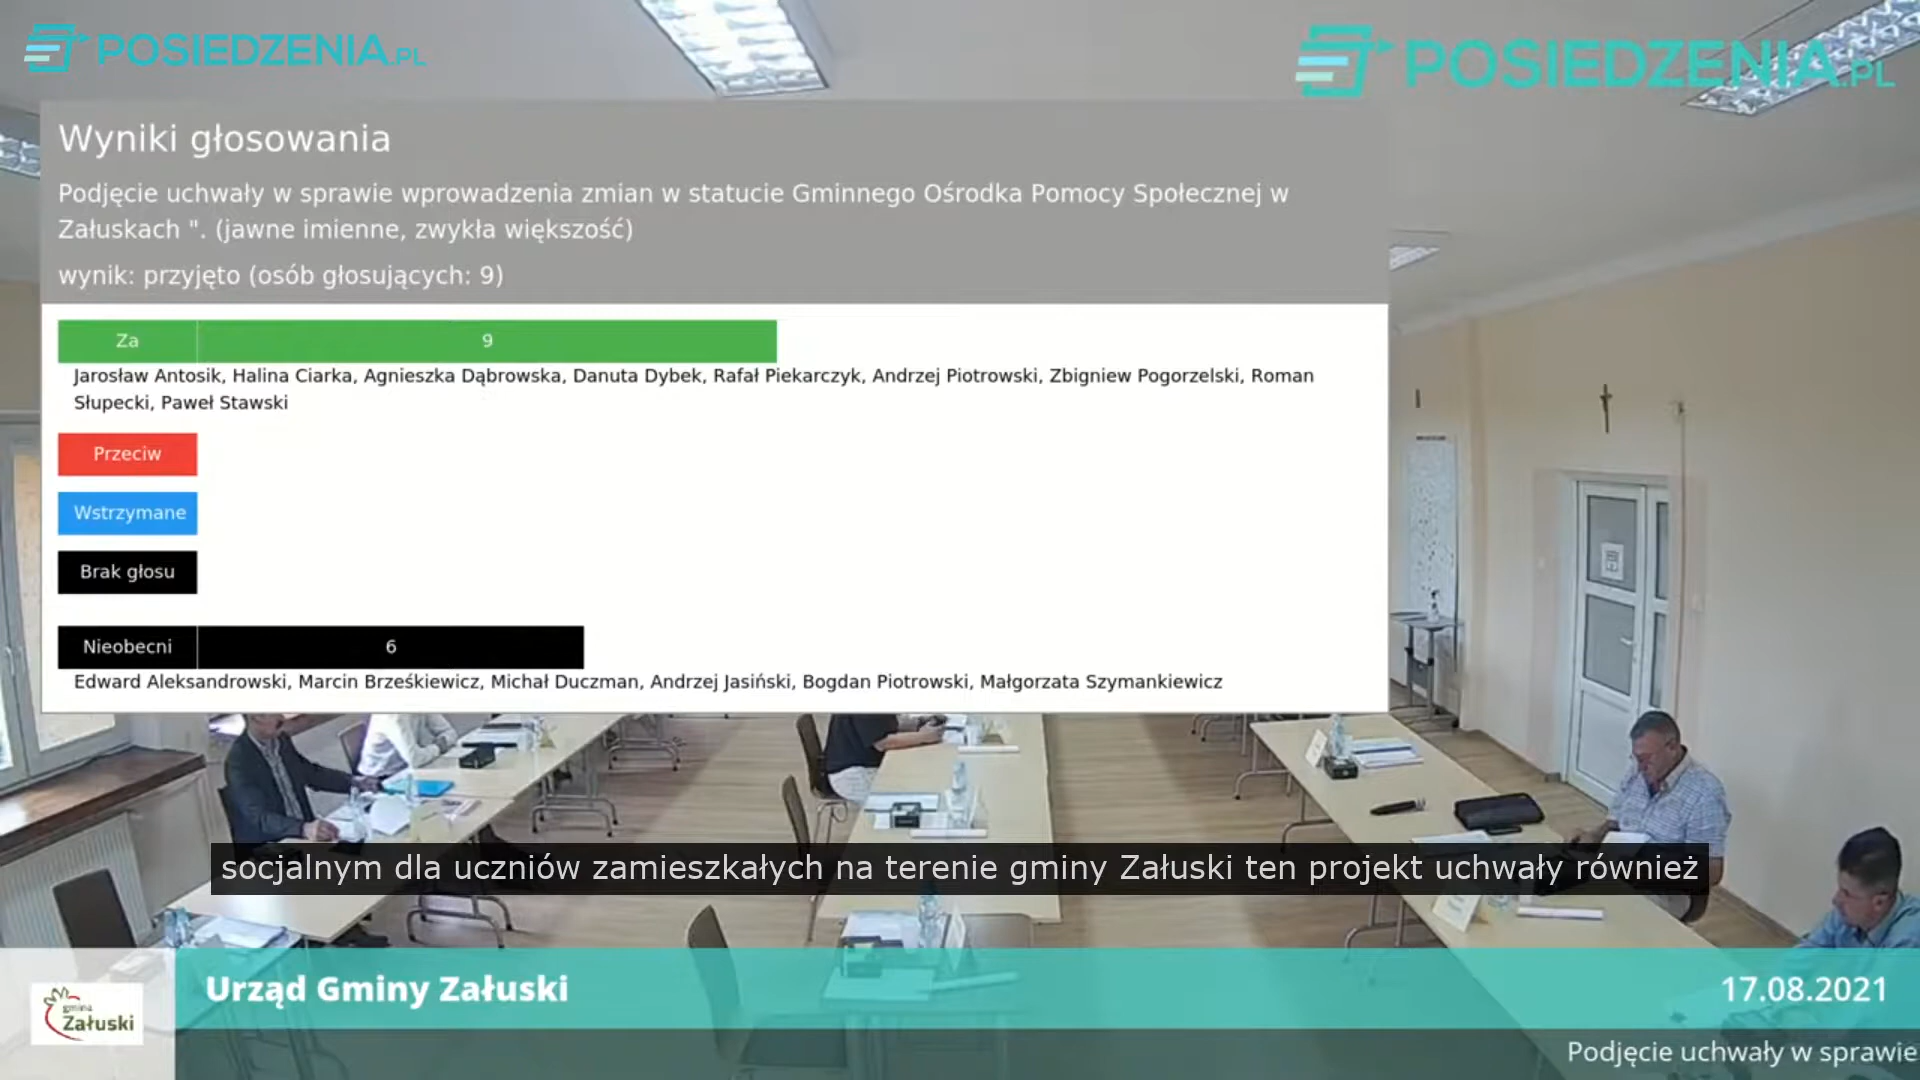 POSIEDZENIA.PL
POSIEDZENIA.PL
Wyniki głosowania
Podjęcie uchwały w sprawie wprowadzenia zmian w statucie Gminnego Ośrodka Pomocy Społecznej w
Załuskach ". (jawne imienne, zwykła większość)
wynik: przyjęto (osób głosujących: 9)
Za 9
Jarosław Antosik, Halina Ciarka, Agnieszka Dąbrowska, Danuta Dybek, Rafał Piekarczyk, Andrzej Piotrowski, Zbigniew Pogorzelski, Roman
Słupecki, Paweł Stawski
Przeciw
Wstrzymane
Brak głosu
Nieobecni 6
Edward Aleksandrowski, Marcin Brześkiewicz, Michał Duczman, Andrzej Jasiński, Bogdan Piotrowski, Małgorzata Szymankiewicz
socjalnym dla uczniów zamieszkałych na terenie gminy Załuski ten projekt uchwały również
Urząd Gminy Załuski
17.08.2021
gmina
Załuski
Podjęcie uchwały w sprawie